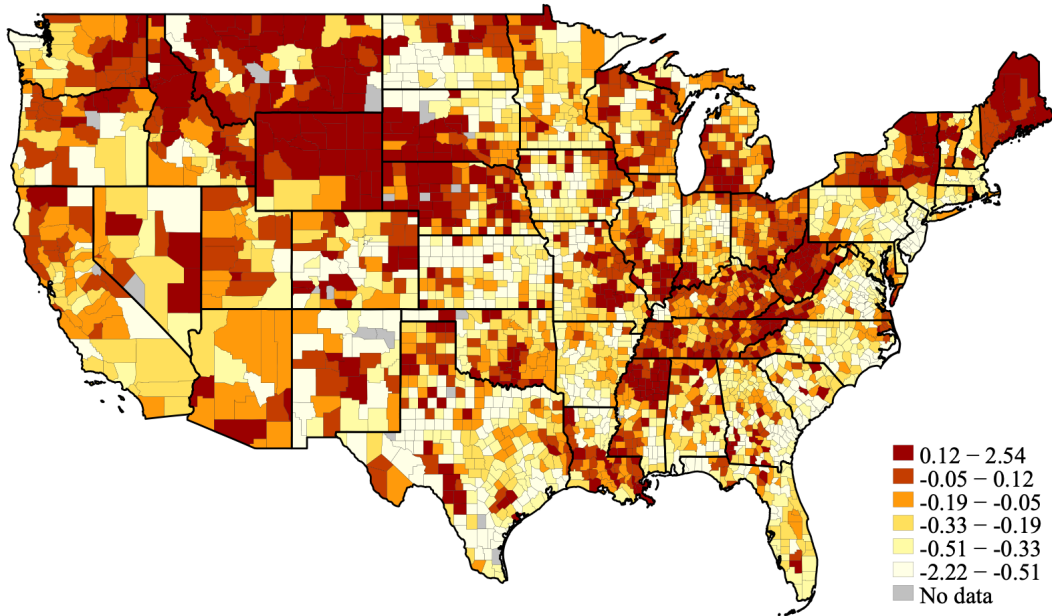 0.12 − 2.54
-0.05 − 0.12
-0.19 − -0.05
-0.33 − -0.19
-0.51 − -0.33
-2.22 − -0.51
No data